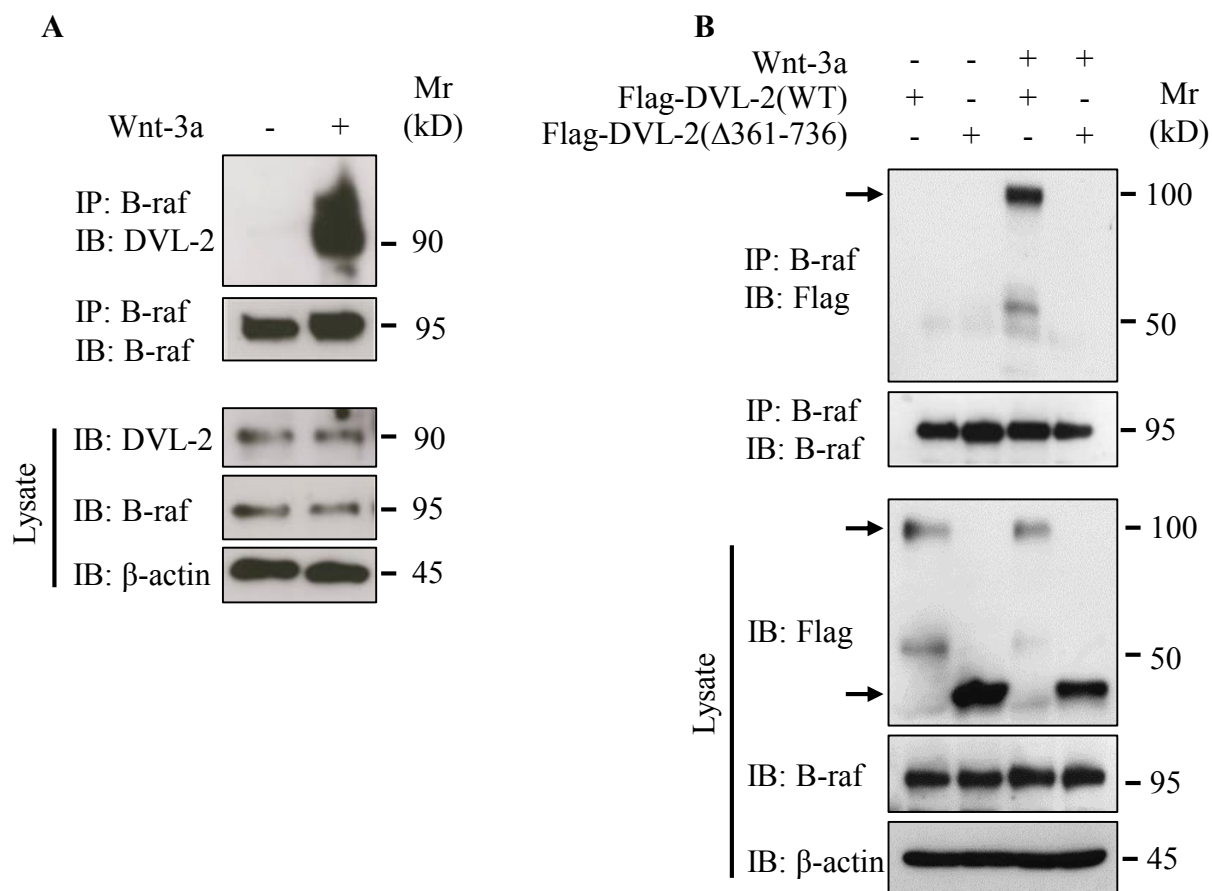 A
Mr
Wnt-3a - + (kD)
IP: B-raf
IB: DVL-2
90
IP: B-raf
IB: B-raf
95
Lysate
IB: DVL-2 90
IB: B-raf 95
IB: β-actin 45
B
Wnt-3a - - + +
Flag-DVL-2(WT) + - + - Mr
Flag-DVL-2(Δ361-736) - + - + (kD)
100
IP: B-raf
IB: Flag
50
IP: B-raf
IB: B-raf
95
Lysate
100
IB: Flag
50
IB: B-raf 95
IB: β-actin 45